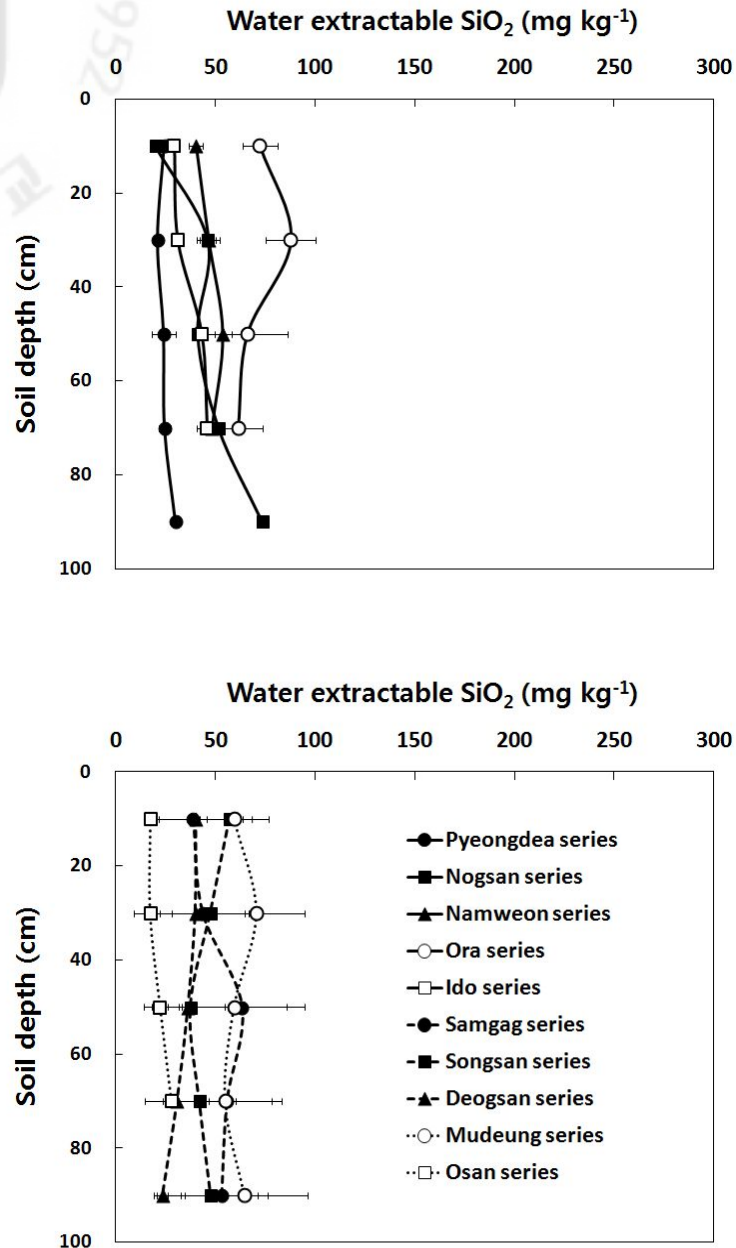 Water extractable SiO₂ (mg kg⁻¹)
0 50 100 150 200 250 300
0
20
40
60
80
100
Soil depth (cm)
Water extractable SiO₂ (mg kg⁻¹)
0 50 100 150 200 250 300
0
20
40
60
80
100
Soil depth (cm)
Pyeongdea series
Nogsan series
Namweon series
Ora series
Ido series
Samgag series
Songsan series
Deogsan series
Mudeung series
Osan series